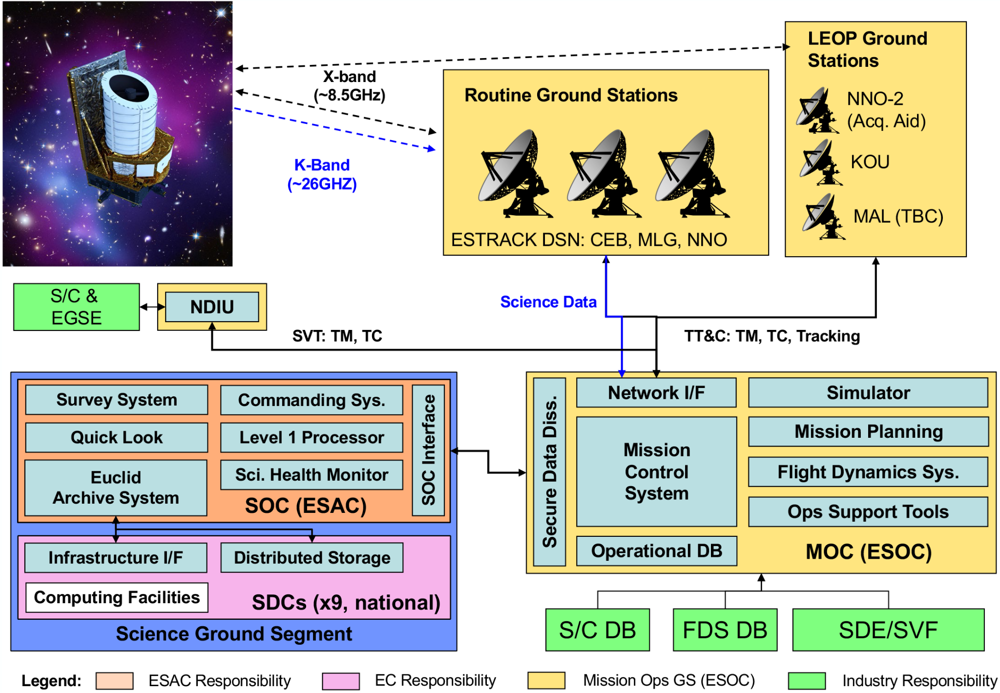 LEOP Ground
Stations
NNO-2
(Acq. Aid)
KOU
MAL (TBC)
X-band
(~8.5GHz)
K-Band
(~26GHZ)
Routine Ground Stations
ESTRACK DSN: CEB, MLG, NNO
S/C &
EGSE
NDIU
Science Data
SVT: TM, TC
TT&C: TM, TC, Tracking
Survey System
Commanding Sys.
Quick Look
Level 1 Processor
Euclid
Archive System
Sci. Health Monitor
SOC (ESAC)
SOC Interface
Infrastructure I/F
Distributed Storage
Computing Facilities
SDCs (x9, national)
Science Ground Segment
Secure Data Diss.
Network I/F
Simulator
Mission
Control
System
Mission Planning
Flight Dynamics Sys.
Ops Support Tools
Operational DB
MOC (ESOC)
S/C DB
FDS DB
SDE/SVF
Legend:
ESAC Responsibility
EC Responsibility
Mission Ops GS (ESOC)
Industry Responsibility